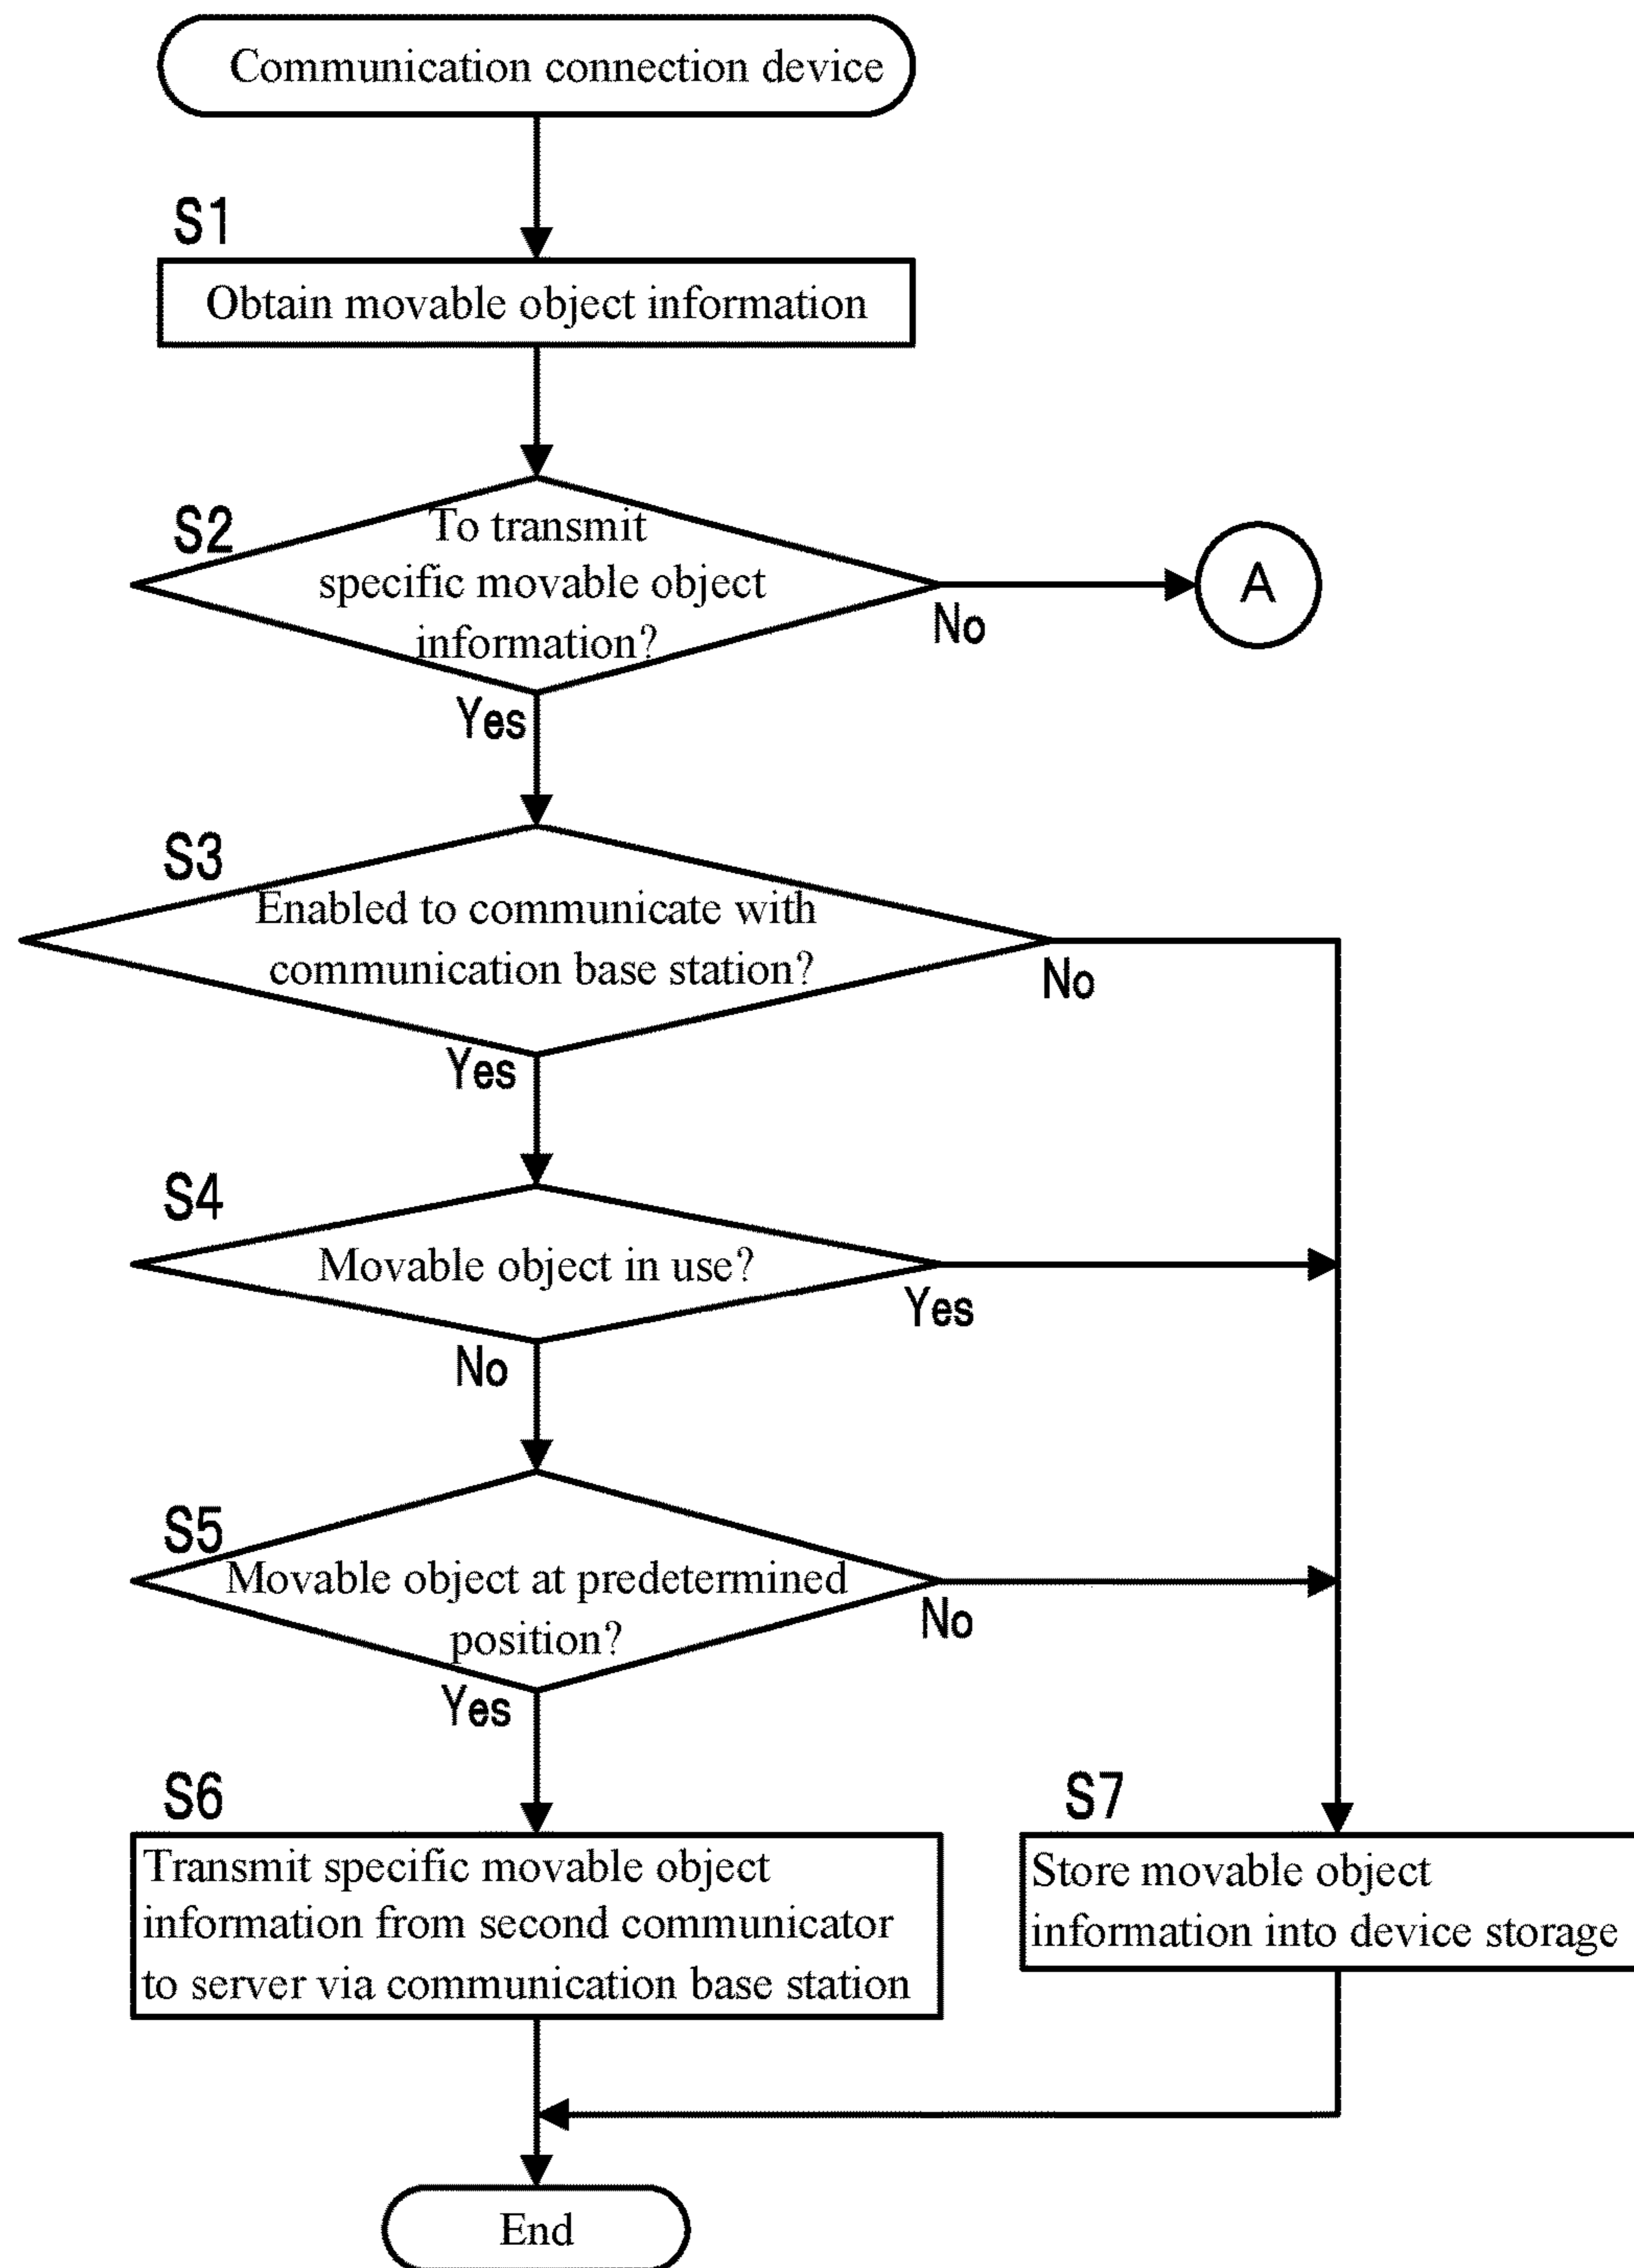 Communication connection device
S1
Obtain movable object information
S2
To transmit
specific movable object
information?
No
A
Yes
S3
Enabled to communicate with
communication base station?
No
Yes
S4
Movable object in use?
Yes
No
S5
Movable object at predetermined
position?
No
Yes
S6
Transmit specific movable object
information from second communicator
to server via communication base station
S7
Store movable object
information into device storage
End